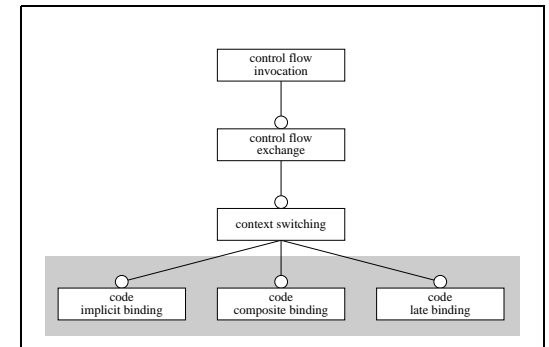 control flow
invocation
control flow
exchange
context switching
code
implicit binding
code
composite binding
code
late binding